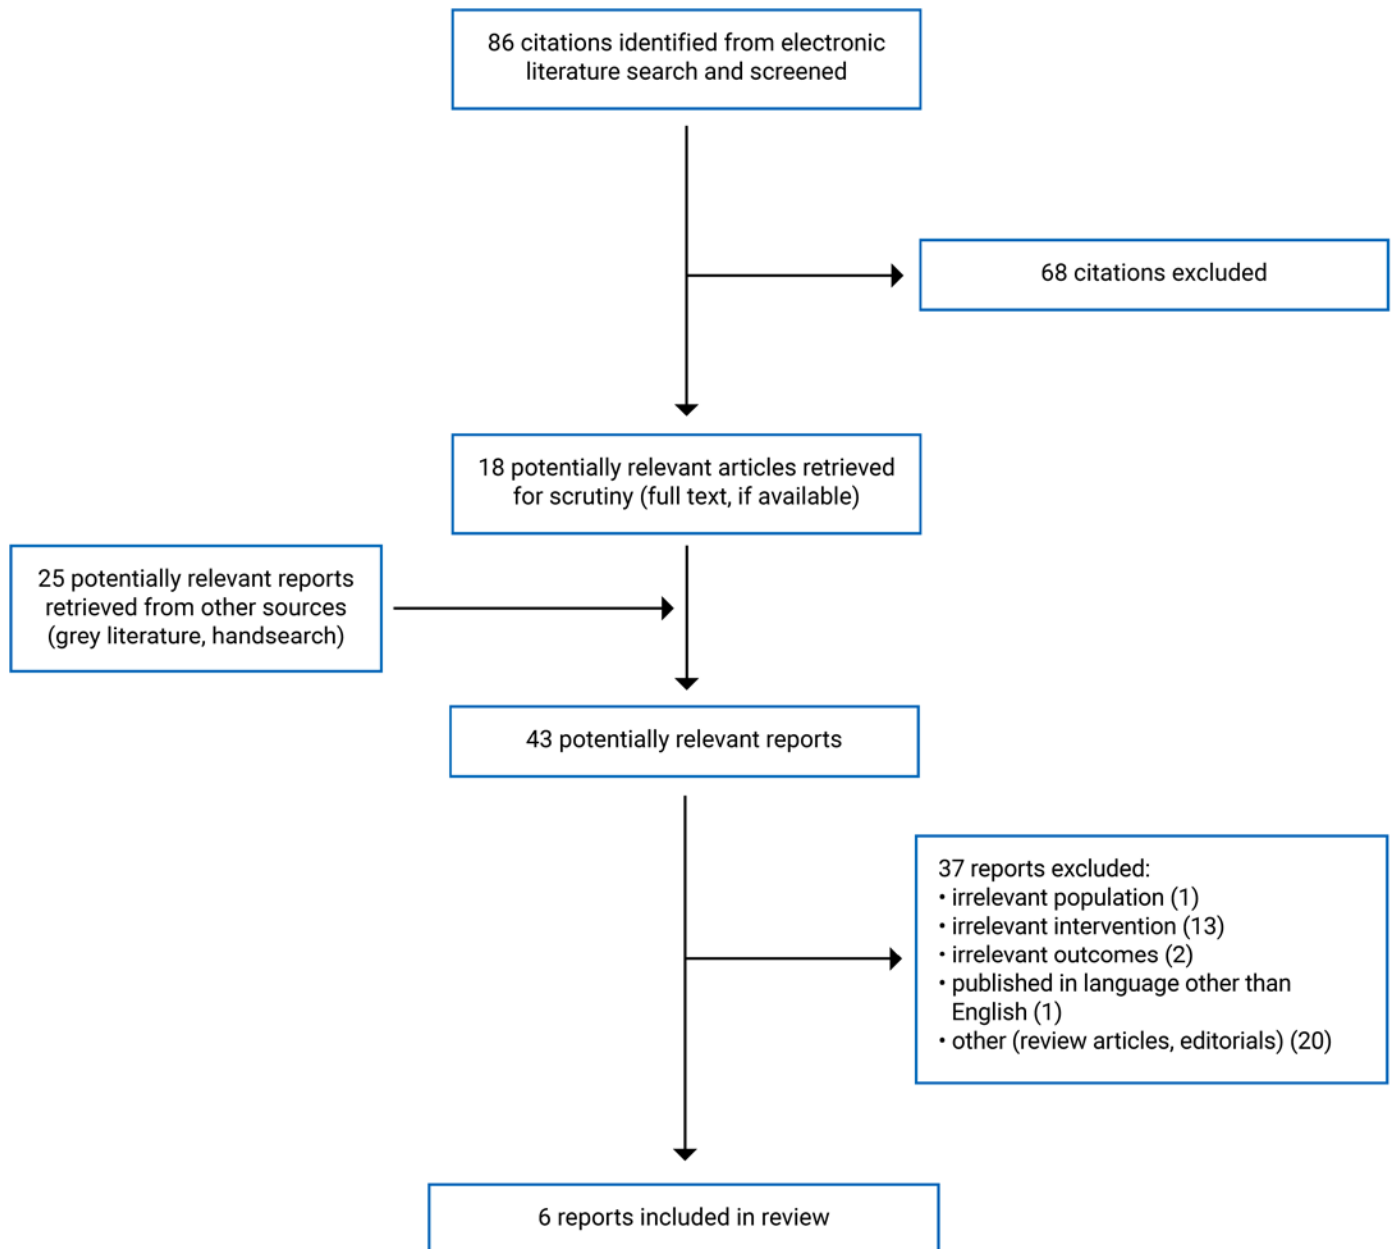 86 citations identified from electronic
literature search and screened
68 citations excluded
18 potentially relevant articles retrieved
for scrutiny (full text, if available)
25 potentially relevant reports
retrieved from other sources
(grey literature, handsearch)
43 potentially relevant reports
37 reports excluded:
• irrelevant population (1)
• irrelevant intervention (13)
• irrelevant outcomes (2)
• published in language other than
English (1)
• other (review articles, editorials) (20)
6 reports included in review